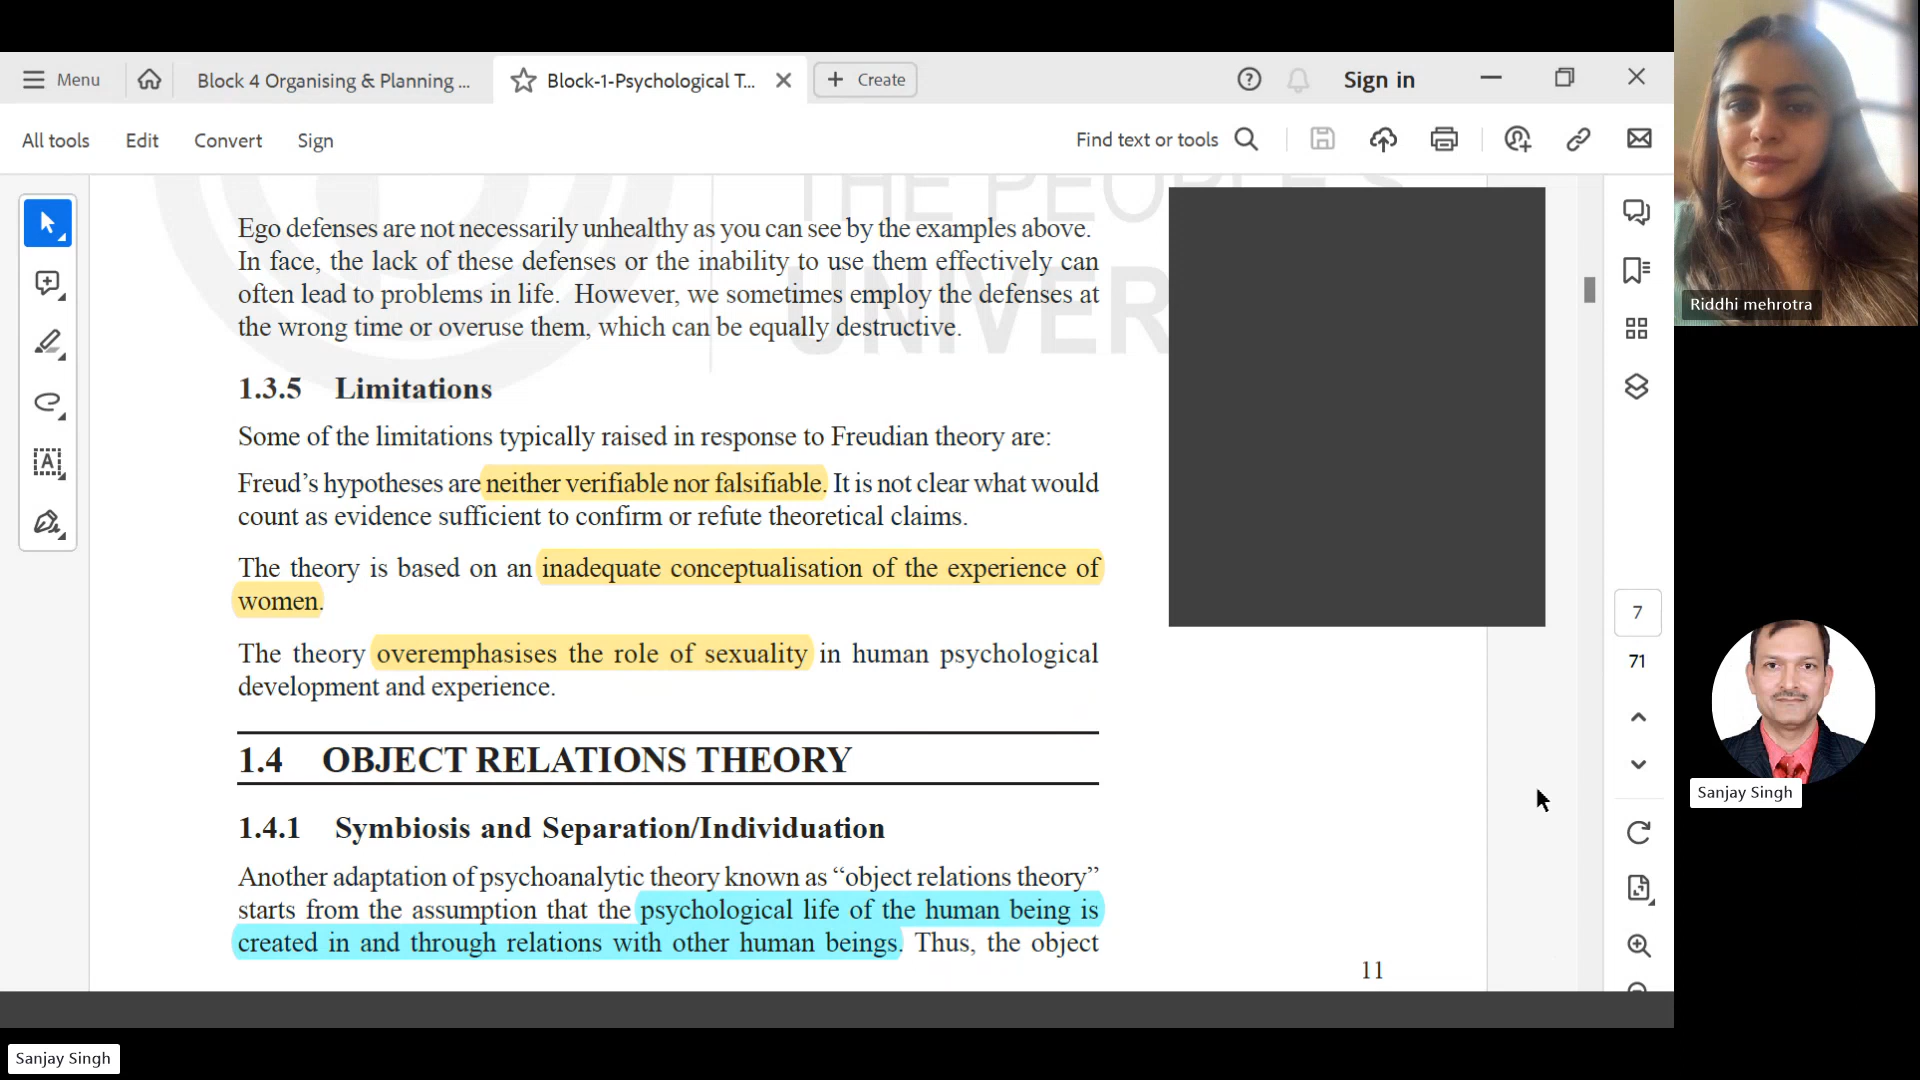 Menu
Block 4 Organising & Planning ...
Block-1-Psychological T...
Create
Sign in
All tools
Edit
Convert
Sign
Find text or tools
THE PEOPLE'S
UNIVER
Ego defenses are not necessarily unhealthy as you can see by the examples above.
In face, the lack of these defenses or the inability to use them effectively can
often lead to problems in life. However, we sometimes employ the defenses at
the wrong time or overuse them, which can be equally destructive.
1.3.5 Limitations
Some of the limitations typically raised in response to Freudian theory are:
Freud's hypotheses are neither verifiable nor falsifiable. It is not clear what would
count as evidence sufficient to confirm or refute theoretical claims.
The theory is based on an inadequate conceptualisation of the experience of
women.
The theory overemphasises the role of sexuality in human psychological
development and experience.
1.4 OBJECT RELATIONS THEORY
1.4.1 Symbiosis and Separation/Individuation
Another adaptation of psychoanalytic theory known as “object relations theory”
starts from the assumption that the psychological life of the human being is
created in and through relations with other human beings. Thus, the object
11
7
71
Riddhi mehrotra
Sanjay Singh
Sanjay Singh